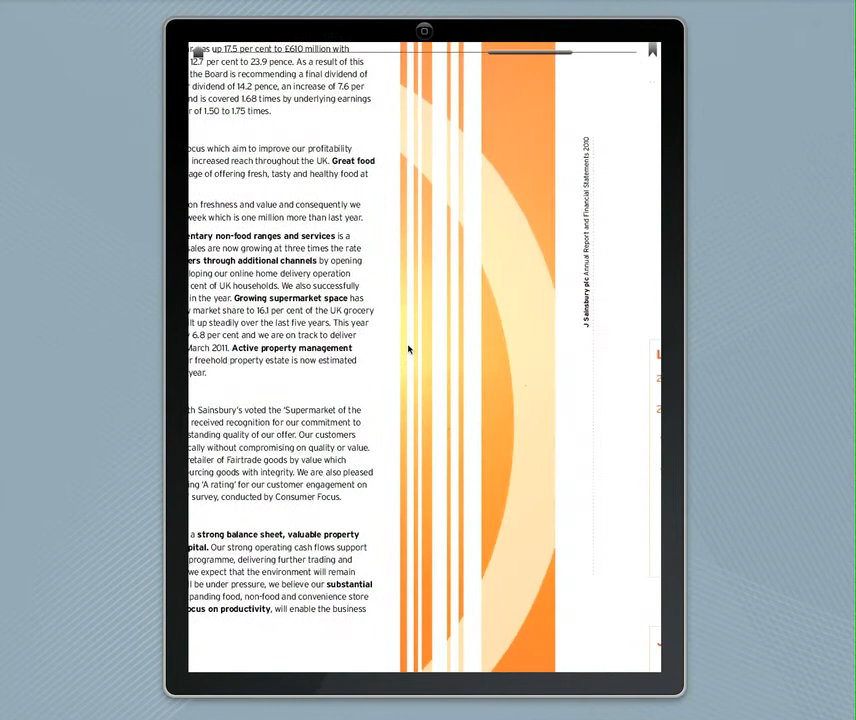 was up 17.5 per cent to £610 million with
12.7 per cent to 23.9 pence. As a result of this
the Board is recommending a final dividend of
dividend of 14.2 pence, an increase of 7.6 per
nd is covered 1.68 times by underlying earnings
r of 1.50 to 1.75 times.
ocus which aim to improve our profitability
increased reach throughout the UK. Great food
age of offering fresh, tasty and healthy food at
on freshness and value and consequently we
week which is one million more than last year.
entary non-food ranges and services is a
sales are now growing at three times the rate
ers through additional channels by opening
loping our online home delivery operation
cent of UK households. We also successfully
in the year. Growing supermarket space has
market share to 16.1 per cent of the UK grocery
lt up steadily over the last five years. This year
6.8 per cent and we are on track to deliver
March 2011. Active property management
r freehold property estate is now estimated
year.
th Sainsbury's voted the 'Supermarket of the
received recognition for our commitment to
standing quality of our offer. Our customers
cally without compromising on quality or value.
etailer of Fairtrade goods by value which
ourcing goods with integrity. We are also pleased
ing 'A rating' for our customer engagement on
survey, conducted by Consumer Focus.
a strong balance sheet, valuable property
pital. Our strong operating cash flows support
programme, delivering further trading and
we expect that the environment will remain
ll be under pressure, we believe our substantial
panding food, non-food and convenience store
ocus on productivity, will enable the business
J Sainsbury plc Annual Report and Financial Statements 2010